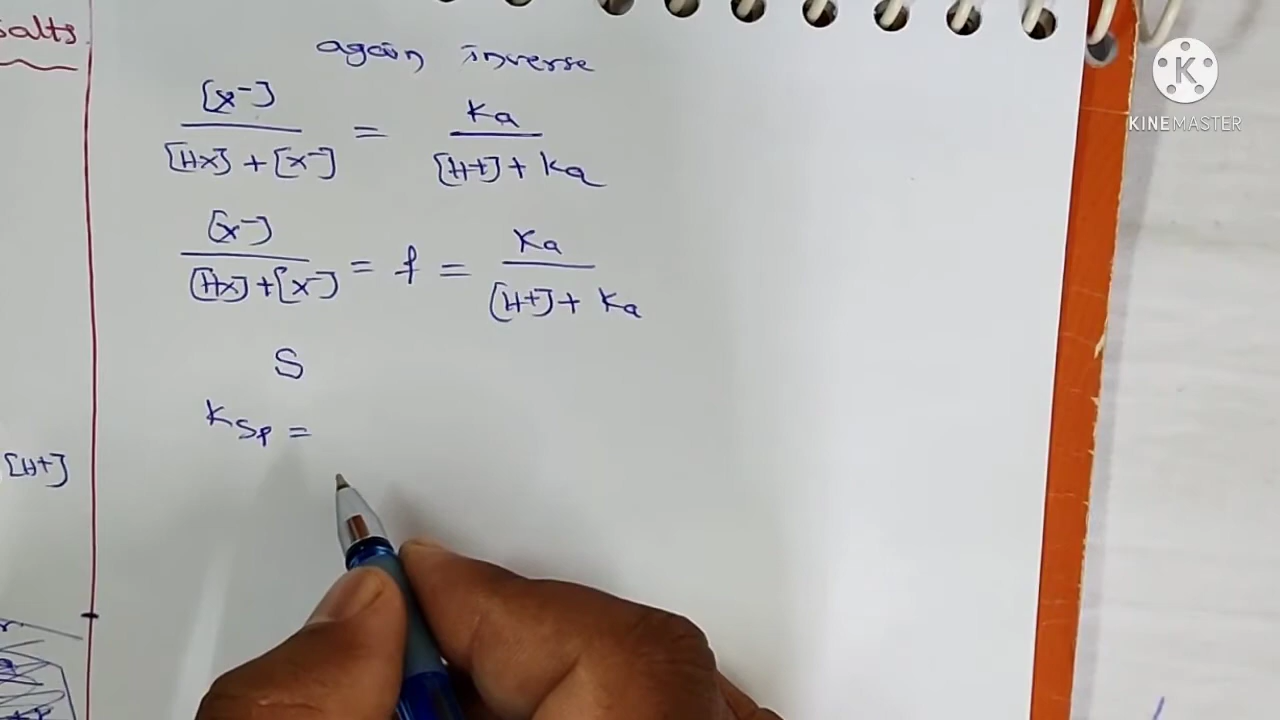 salts
again inverse
[X-] / [HX] + [X-] = Ka / [H+] + Ka
[X-] / [HX] + [X-] = f = Ka / [H+] + Ka
S
Ksp =
[H+]
K
KINEMASTER